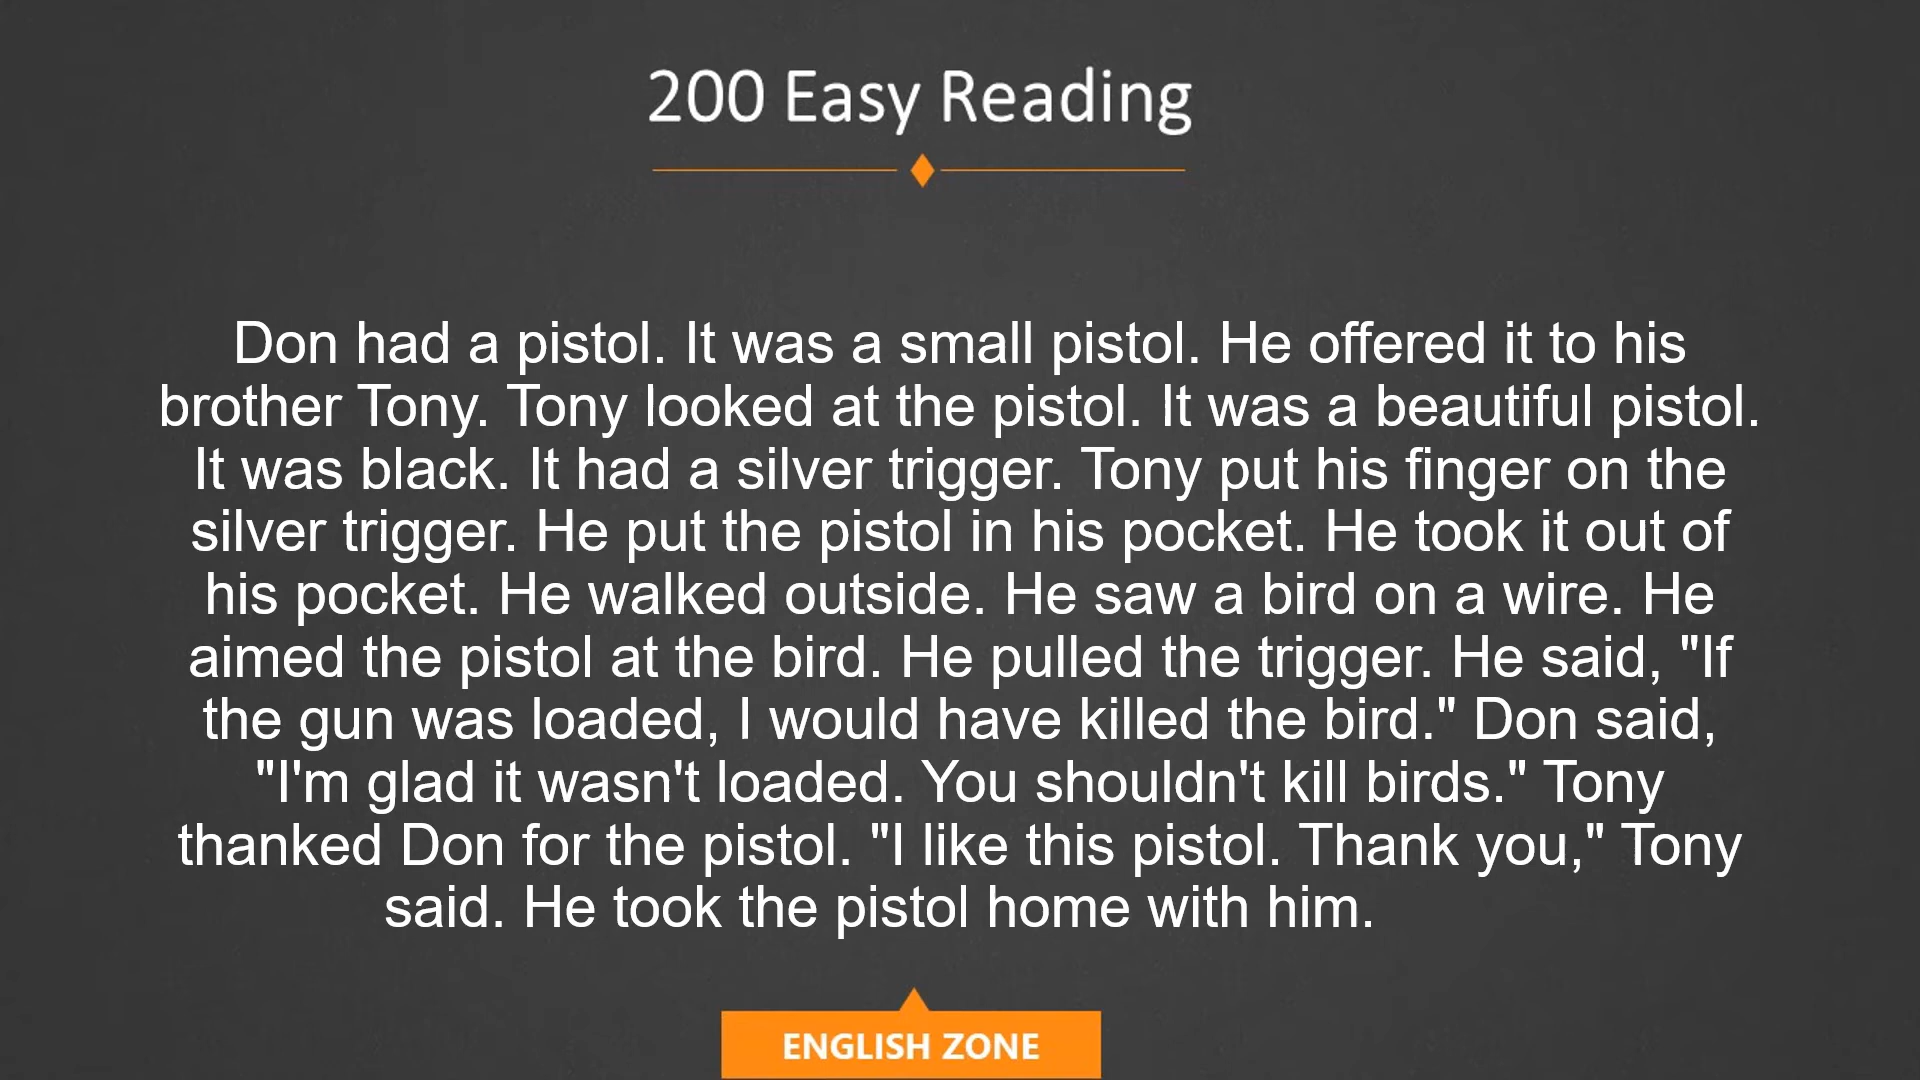 200 Easy Reading
Don had a pistol. It was a small pistol. He offered it to his
brother Tony. Tony looked at the pistol. It was a beautiful pistol.
It was black. It had a silver trigger. Tony put his finger on the
silver trigger. He put the pistol in his pocket. He took it out of
his pocket. He walked outside. He saw a bird on a wire. He
aimed the pistol at the bird. He pulled the trigger. He said, "If
the gun was loaded, I would have killed the bird." Don said,
"I'm glad it wasn't loaded. You shouldn't kill birds." Tony
thanked Don for the pistol. "I like this pistol. Thank you," Tony
said. He took the pistol home with him.
ENGLISH ZONE